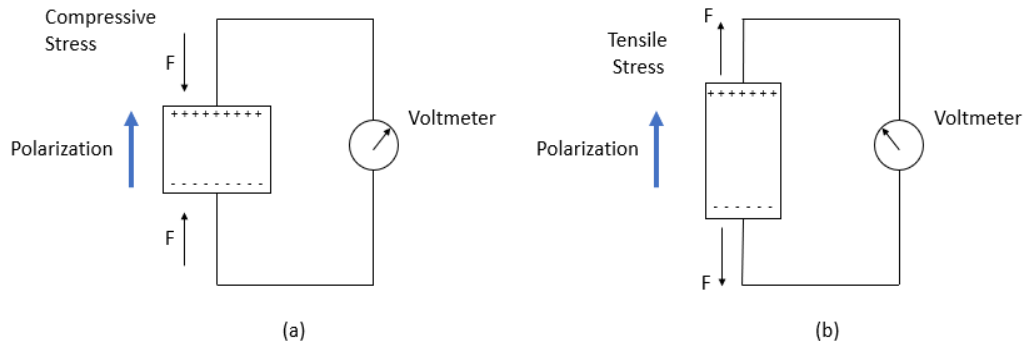 Compressive
Stress
F
+ + + + + + + + +
Polarization
Voltmeter
- - - - - - - - -
F
(a)
F
Tensile
Stress
+ + + + + + +
Polarization
Voltmeter
- - - - - -
F
(b)